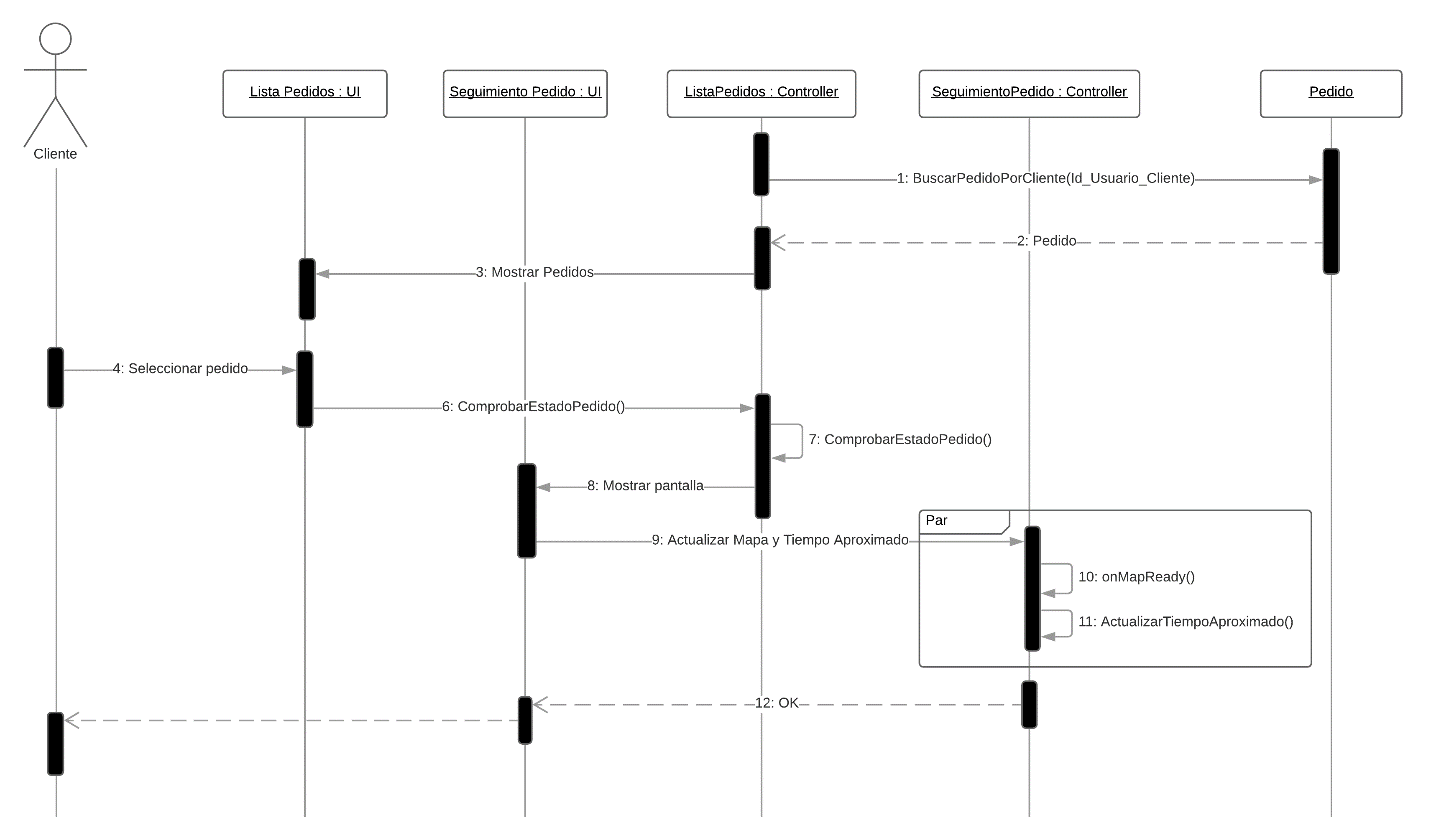 Cliente
Lista Pedidos : UI
Seguimiento Pedido : UI
ListaPedidos : Controller
SeguimientoPedido : Controller
Pedido
1: BuscarPedidoPorCliente(Id_Usuario_Cliente)
2: Pedido
3: Mostrar Pedidos
4: Seleccionar pedido
6: ComprobarEstadoPedido()
7: ComprobarEstadoPedido()
8: Mostrar pantalla
Par
9: Actualizar Mapa y Tiempo Aproximado
10: onMapReady()
11: ActualizarTiempoAproximado()
12: OK